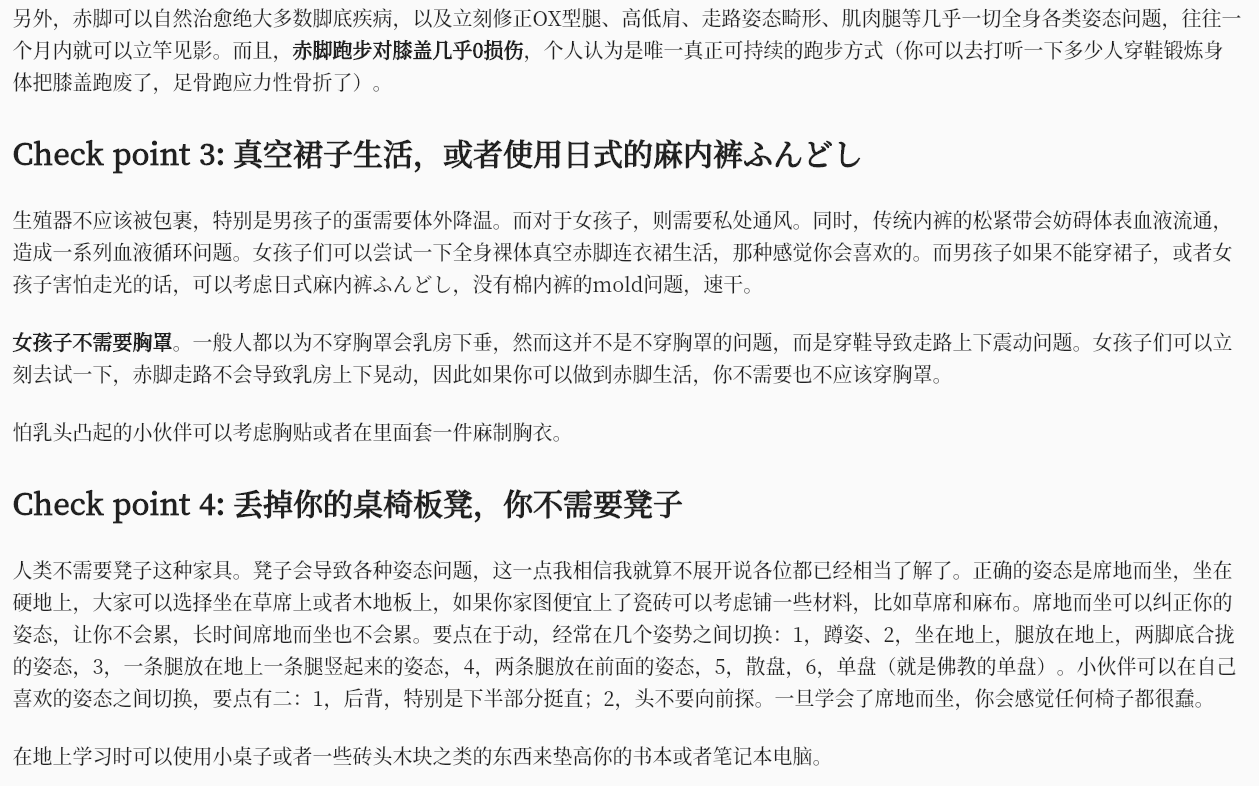 另外，赤脚可以自然治愈绝大多数脚底疾病，以及立刻修正OX型腿、高低肩、走路姿态畸形、肌肉腿等几乎一切全身各类姿态问题，往往一
个月内就可以立竿见影。而且，赤脚跑步对膝盖几乎0损伤，个人认为是唯一真正可持续的跑步方式（你可以去打听一下多少人穿鞋锻炼身
体把膝盖跑废了，足骨跑应力性骨折了）。
Check point 3: 真空裙子生活，或者使用日式的麻内裤ふんどし
生殖器不应该被包裹，特别是男孩子的蛋需要体外降温。而对于女孩子，则需要私处通风。同时，传统内裤的松紧带会妨碍体表血液流通，
造成一系列血液循环问题。女孩子们可以尝试一下全身裸体真空赤脚连衣裙生活，那种感觉你会喜欢的。而男孩子如果不能穿裙子，或者女
孩子害怕走光的话，可以考虑日式麻内裤ふんどし，没有棉内裤的mold问题，速干。
女孩子不需要胸罩。一般人都以为不穿胸罩会乳房下垂，然而这并不是不穿胸罩的问题，而是穿鞋导致走路上下震动问题。女孩子们可以立
刻去试一下，赤脚走路不会导致乳房上下晃动，因此如果你可以做到赤脚生活，你不需要也不应该穿胸罩。
怕乳头凸起的小伙伴可以考虑胸贴或者在里面套一件麻制胸衣。
Check point 4: 丢掉你的桌椅板凳，你不需要凳子
人类不需要凳子这种家具。凳子会导致各种姿态问题，这一点我相信我就算不展开说各位都已经相当了解了。正确的姿态是席地而坐，坐在
硬地上，大家可以选择坐在草席上或者木地板上，如果你家图便宜上了瓷砖可以考虑铺一些材料，比如草席和麻布。席地而坐可以纠正你的
姿态，让你不会累，长时间席地而坐也不会累。要点在于动，经常在几个姿势之间切换：1，蹲姿、2，坐在地上，腿放在地上，两脚底合拢
的姿态，3，一条腿放在地上一条腿竖起来的姿态，4，两条腿放在前面的姿态，5，散盘，6，单盘（就是佛教的单盘）。小伙伴可以在自己
喜欢的姿态之间切换，要点有二：1，后背，特别是下半部分挺直；2，头不要向前探。一旦学会了席地而坐，你会感觉任何椅子都很蠢。
在地上学习时可以使用小桌子或者一些砖头木块之类的东西来垫高你的书本或者笔记本电脑。